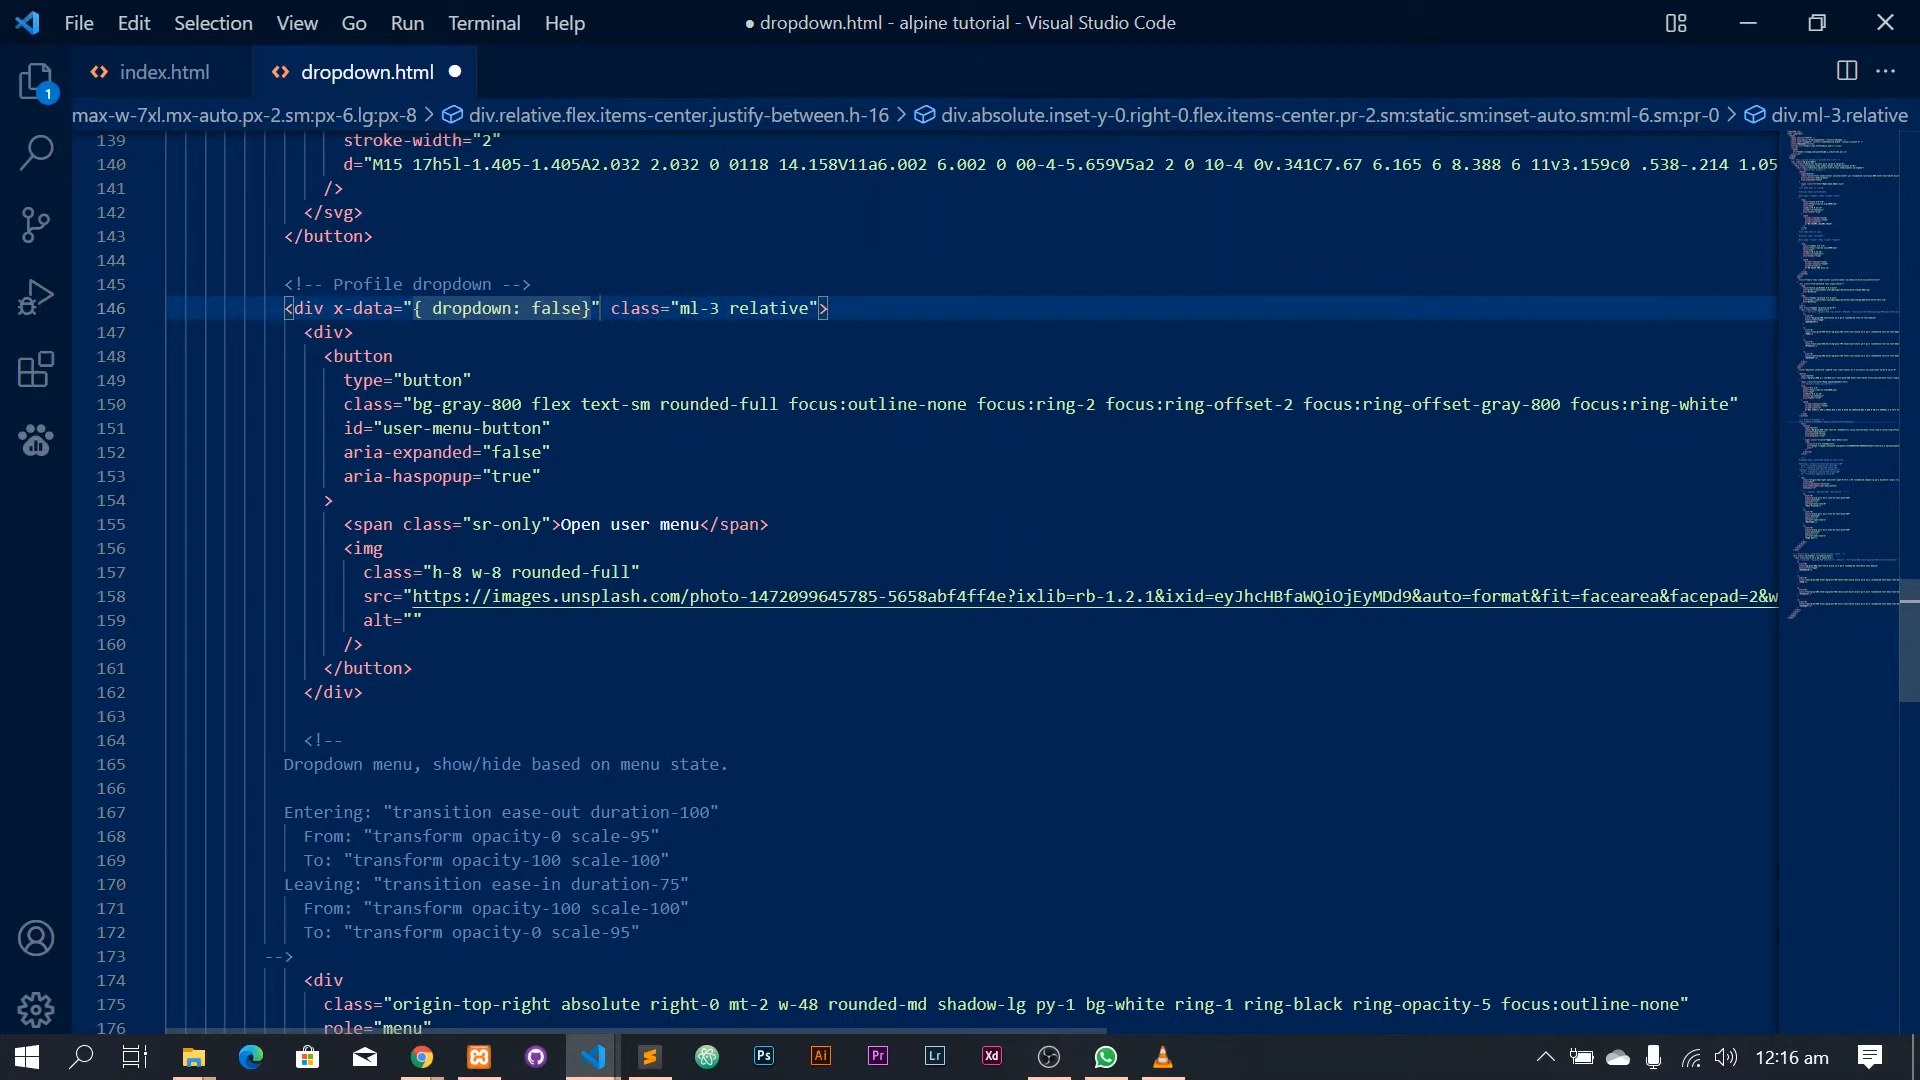 File Edit Selection View Go Run Terminal Help
● dropdown.html - alpine tutorial - Visual Studio Code
1
index.html
dropdown.html
max-w-7xl.mx-auto.px-2.sm:px-6.lg:px-8 > div.relative.flex.items-center.justify-between.h-16 > div.absolute.inset-y-0.right-0.flex.items-center.pr-2.sm:static.sm:inset-auto.sm:ml-6.sm:pr-0 > div.ml-3.relative
139 stroke-width="2"
140 d="M15 17h5l-1.405-1.405A2.032 2.032 0 0118 14.158V11a6.002 6.002 0 00-4-5.659V5a2 2 0 10-4 0v.341C7.67 6.165 6 8.388 6 11v3.159c0 .538-.214 1.05
141 />
142 </svg>
143 </button>
144
145 <!-- Profile dropdown -->
146 <div x-data="{ dropdown: false}" class="ml-3 relative">
147 <div>
148 <button
149 type="button"
150 class="bg-gray-800 flex text-sm rounded-full focus:outline-none focus:ring-2 focus:ring-offset-2 focus:ring-offset-gray-800 focus:ring-white"
151 id="user-menu-button"
152 aria-expanded="false"
153 aria-haspopup="true"
154 >
155 <span class="sr-only">Open user menu</span>
156 <img
157 class="h-8 w-8 rounded-full"
158 src="https://images.unsplash.com/photo-1472099645785-5658abf4ff4e?ixlib=rb-1.2.1&ixid=eyJhcHBfaWQiOjEyMDd9&auto=format&fit=facearea&facepad=2&w
159 alt=""
160 />
161 </button>
162 </div>
163
164 <!--
165 Dropdown menu, show/hide based on menu state.
166
167 Entering: "transition ease-out duration-100"
168 From: "transform opacity-0 scale-95"
169 To: "transform opacity-100 scale-100"
170 Leaving: "transition ease-in duration-75"
171 From: "transform opacity-100 scale-100"
172 To: "transform opacity-0 scale-95"
173 -->
174 <div
175 class="origin-top-right absolute right-0 mt-2 w-48 rounded-md shadow-lg py-1 bg-white ring-1 ring-black ring-opacity-5 focus:outline-none"
176 role="menu"
Ps Ai Pr Lr Xd 12:16 am